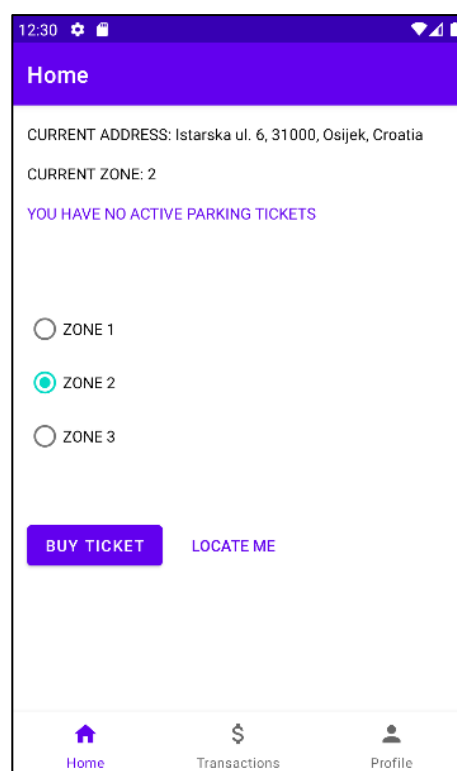 12:30
Home
CURRENT ADDRESS: Istarska ul. 6, 31000, Osijek, Croatia
CURRENT ZONE: 2
YOU HAVE NO ACTIVE PARKING TICKETS
ZONE 1
ZONE 2
ZONE 3
BUY TICKET LOCATE ME
Home Transactions Profile